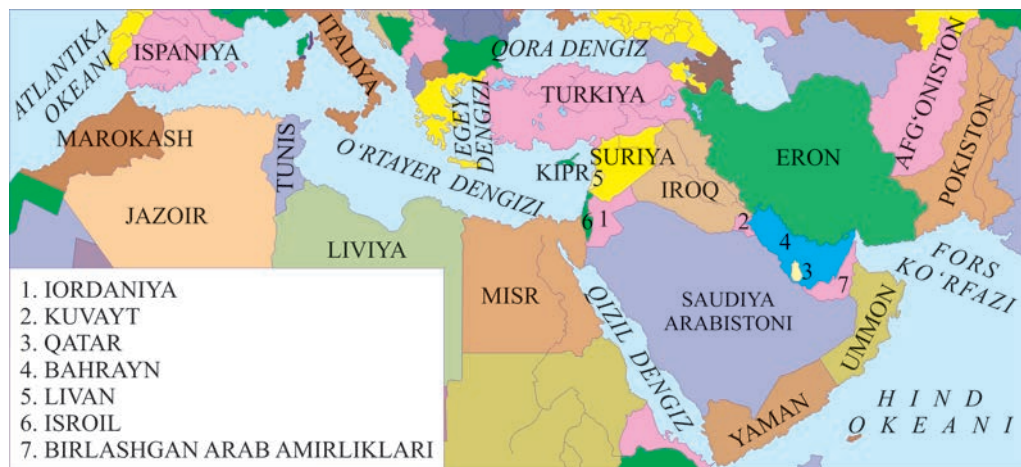 ATLANTIKA
OKEANI
ISPANIYA
ITALIYA
QORA DENGIZ
TURKIYA
EGEY
DENGIZI
MAROKASH
TUNIS
O‘RTAYER DENGIZI
KIPR
SURIYA
5
IROQ
ERON
AFG‘ONISTON
POKISTON
JAZOIR
LIVIYA
MISR
6
1
2
4
3
7
FORS
KO‘RFAZI
SAUDIYA
ARABISTONI
QIZIL DENGIZ
UMMON
YAMAN
HIND
OKEANI
1. IORDANIYA
2. KUVAYT
3. QATAR
4. BAHRAYN
5. LIVAN
6. ISROIL
7. BIRLASHGAN ARAB AMIRLIKLARI